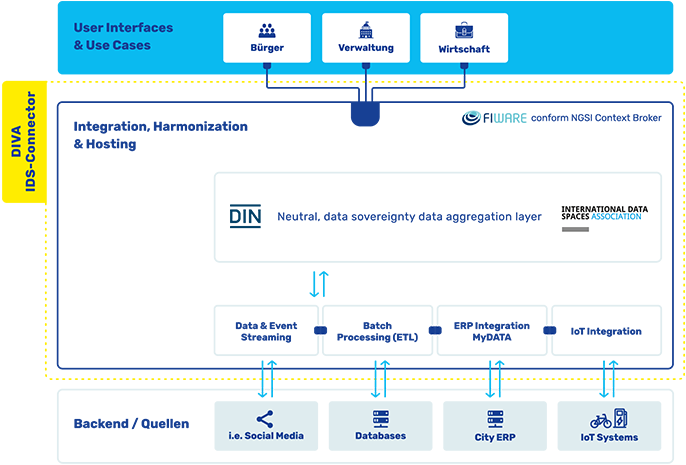 User Interfaces
& Use Cases
Bürger
Verwaltung
Wirtschaft
DIVA
IDS-Connector
Integration, Harmonization
& Hosting
FIWARE conform NGSI Context Broker
DIN
Neutral, data sovereignty data aggregation layer
INTERNATIONAL DATA
SPACES ASSOCIATION
Data & Event
Streaming
Batch
Processing (ETL)
ERP Integration
MyDATA
IoT Integration
Backend / Quellen
i.e. Social Media
Databases
City ERP
IoT Systems